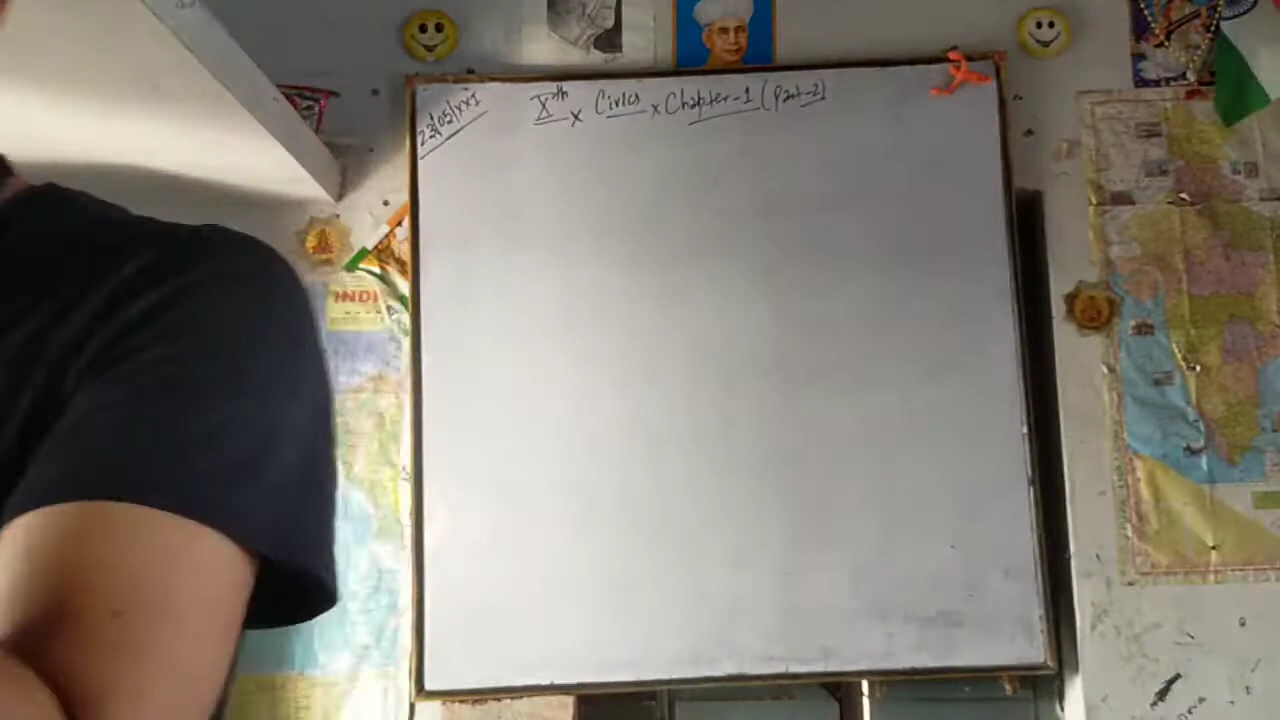 23/05/XXI
Xth x Civics x Chapter-1 (Part-2)
INDI